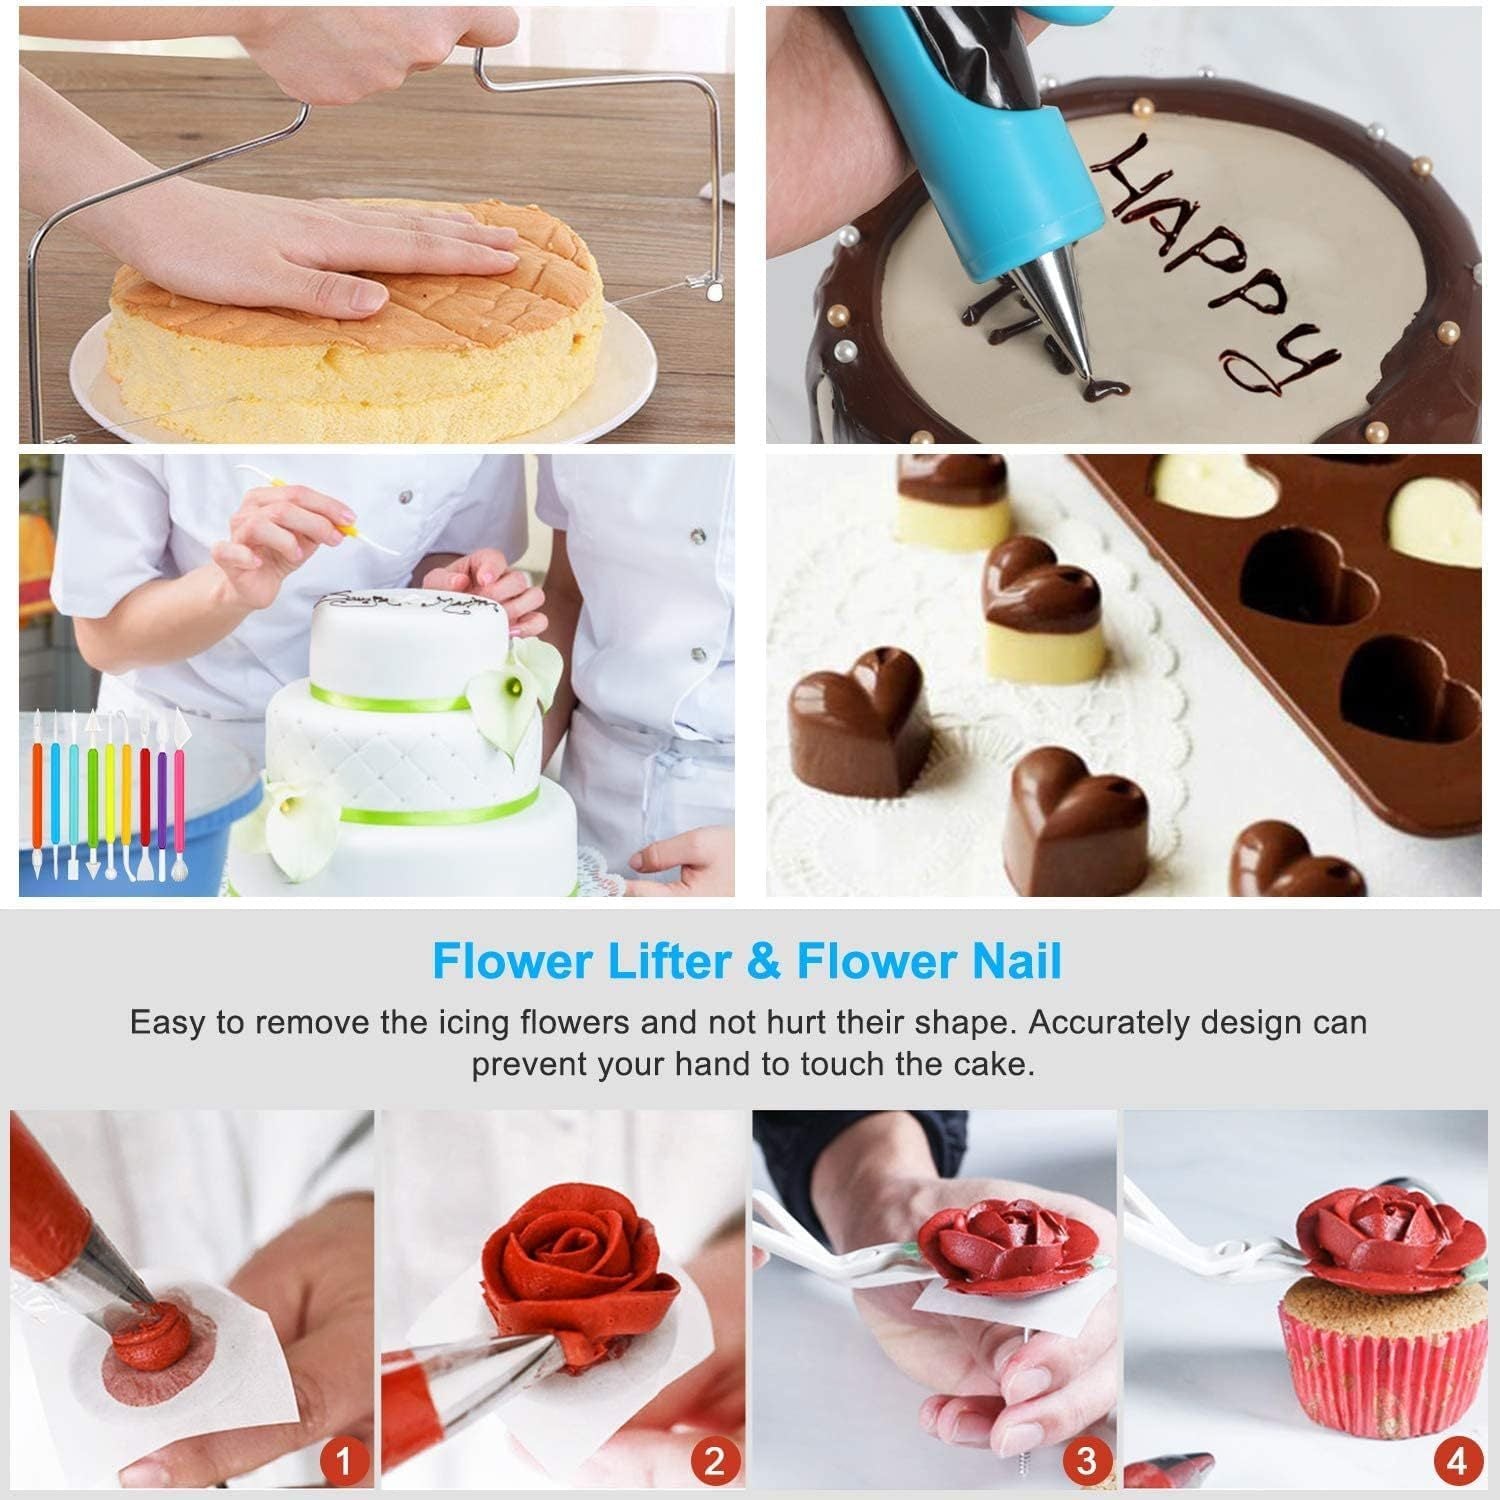 HAPPY
Flower Lifter & Flower Nail
Easy to remove the icing flowers and not hurt their shape. Accurately design can
prevent your hand to touch the cake.
1
2
3
4